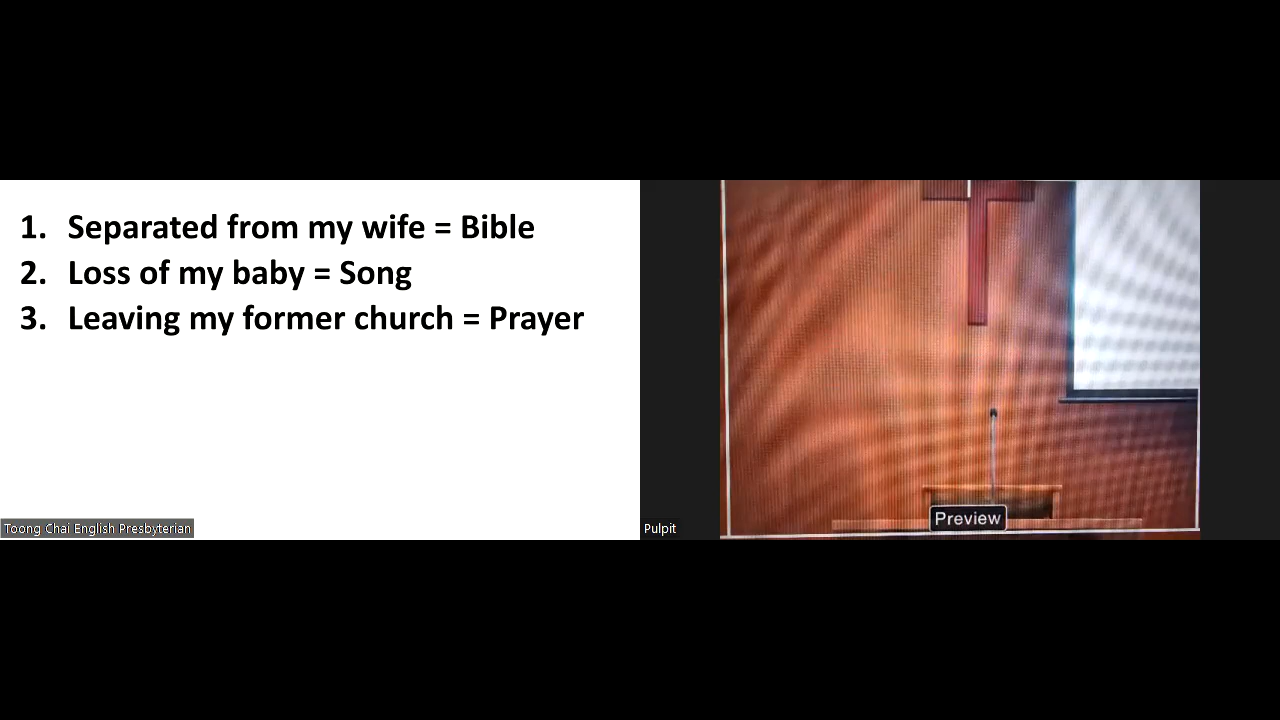 1. Separated from my wife = Bible
2. Loss of my baby = Song
3. Leaving my former church = Prayer
Toong Chai English Presbyterian
Pulpit
Preview